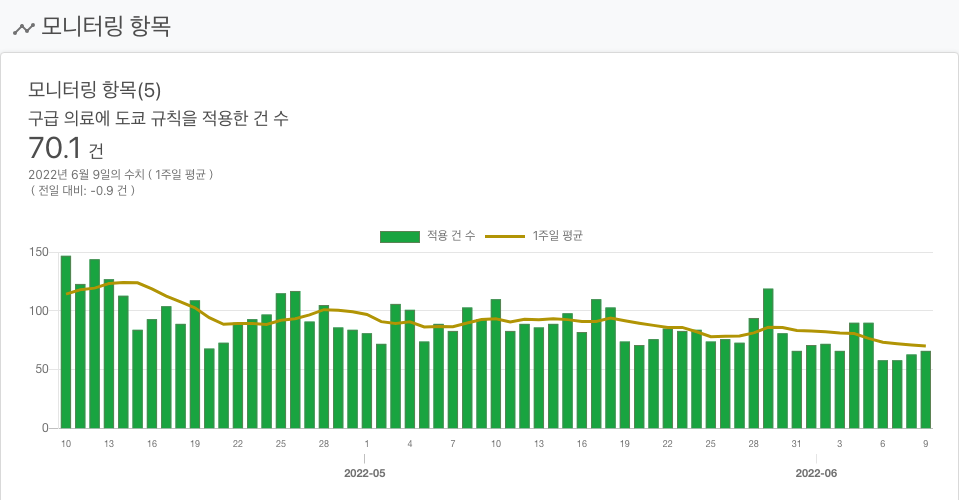 모니터링 항목
모니터링 항목(5)
구급 의료에 도쿄 규칙을 적용한 건 수
70.1 건
2022년 6월 9일의 수치 ( 1주일 평균 )
( 전일 대비: -0.9 건 )
적용 건 수 1주일 평균
150
100
50
0
10 13 16 19 22 25 28 1 4 7 10 13 16 19 22 25 28 31 3 6 9
2022-05 2022-06